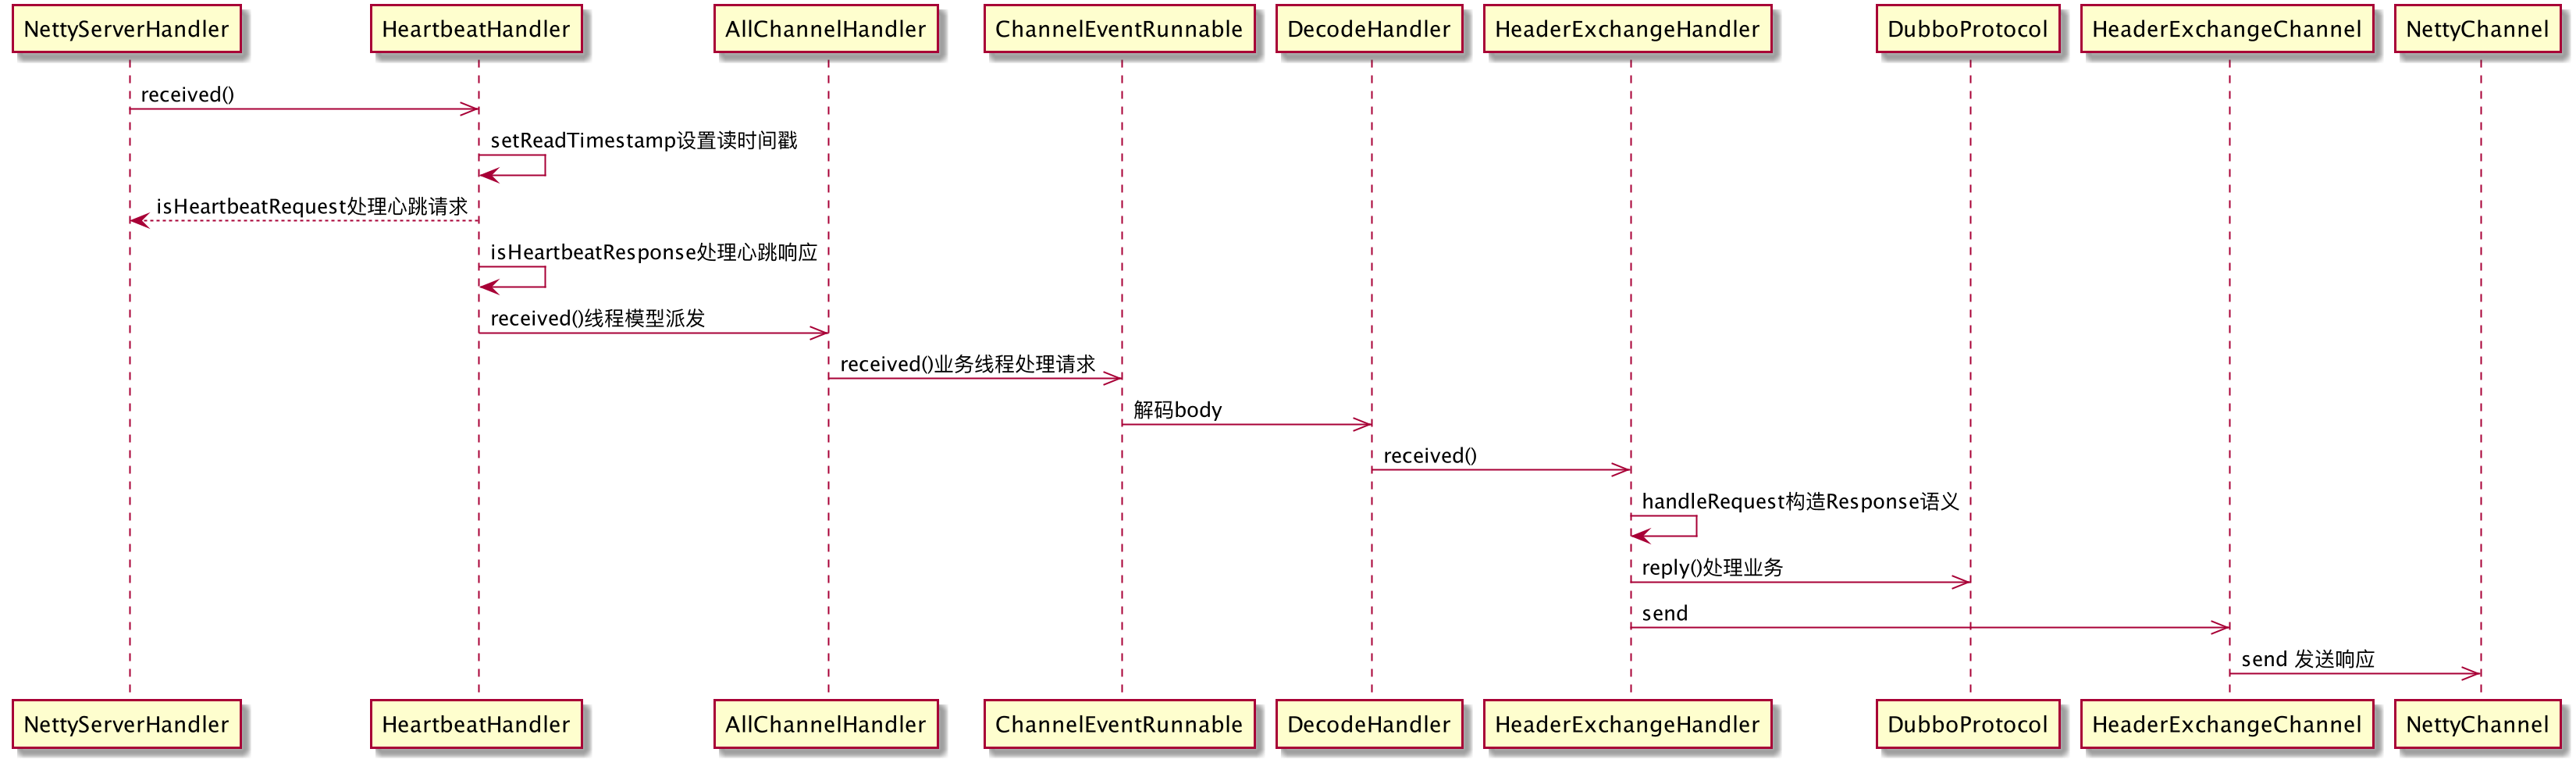 NettyServerHandler
HeartbeatHandler
AllChannelHandler
ChannelEventRunnable
DecodeHandler
HeaderExchangeHandler
DubboProtocol
HeaderExchangeChannel
NettyChannel
received()
setReadTimestamp设置读时间戳
isHeartbeatRequest处理心跳请求
isHeartbeatResponse处理心跳响应
received()线程模型派发
received()业务线程处理请求
解码body
received()
handleRequest构造Response语义
reply()处理业务
send
send 发送响应
NettyServerHandler
HeartbeatHandler
AllChannelHandler
ChannelEventRunnable
DecodeHandler
HeaderExchangeHandler
DubboProtocol
HeaderExchangeChannel
NettyChannel